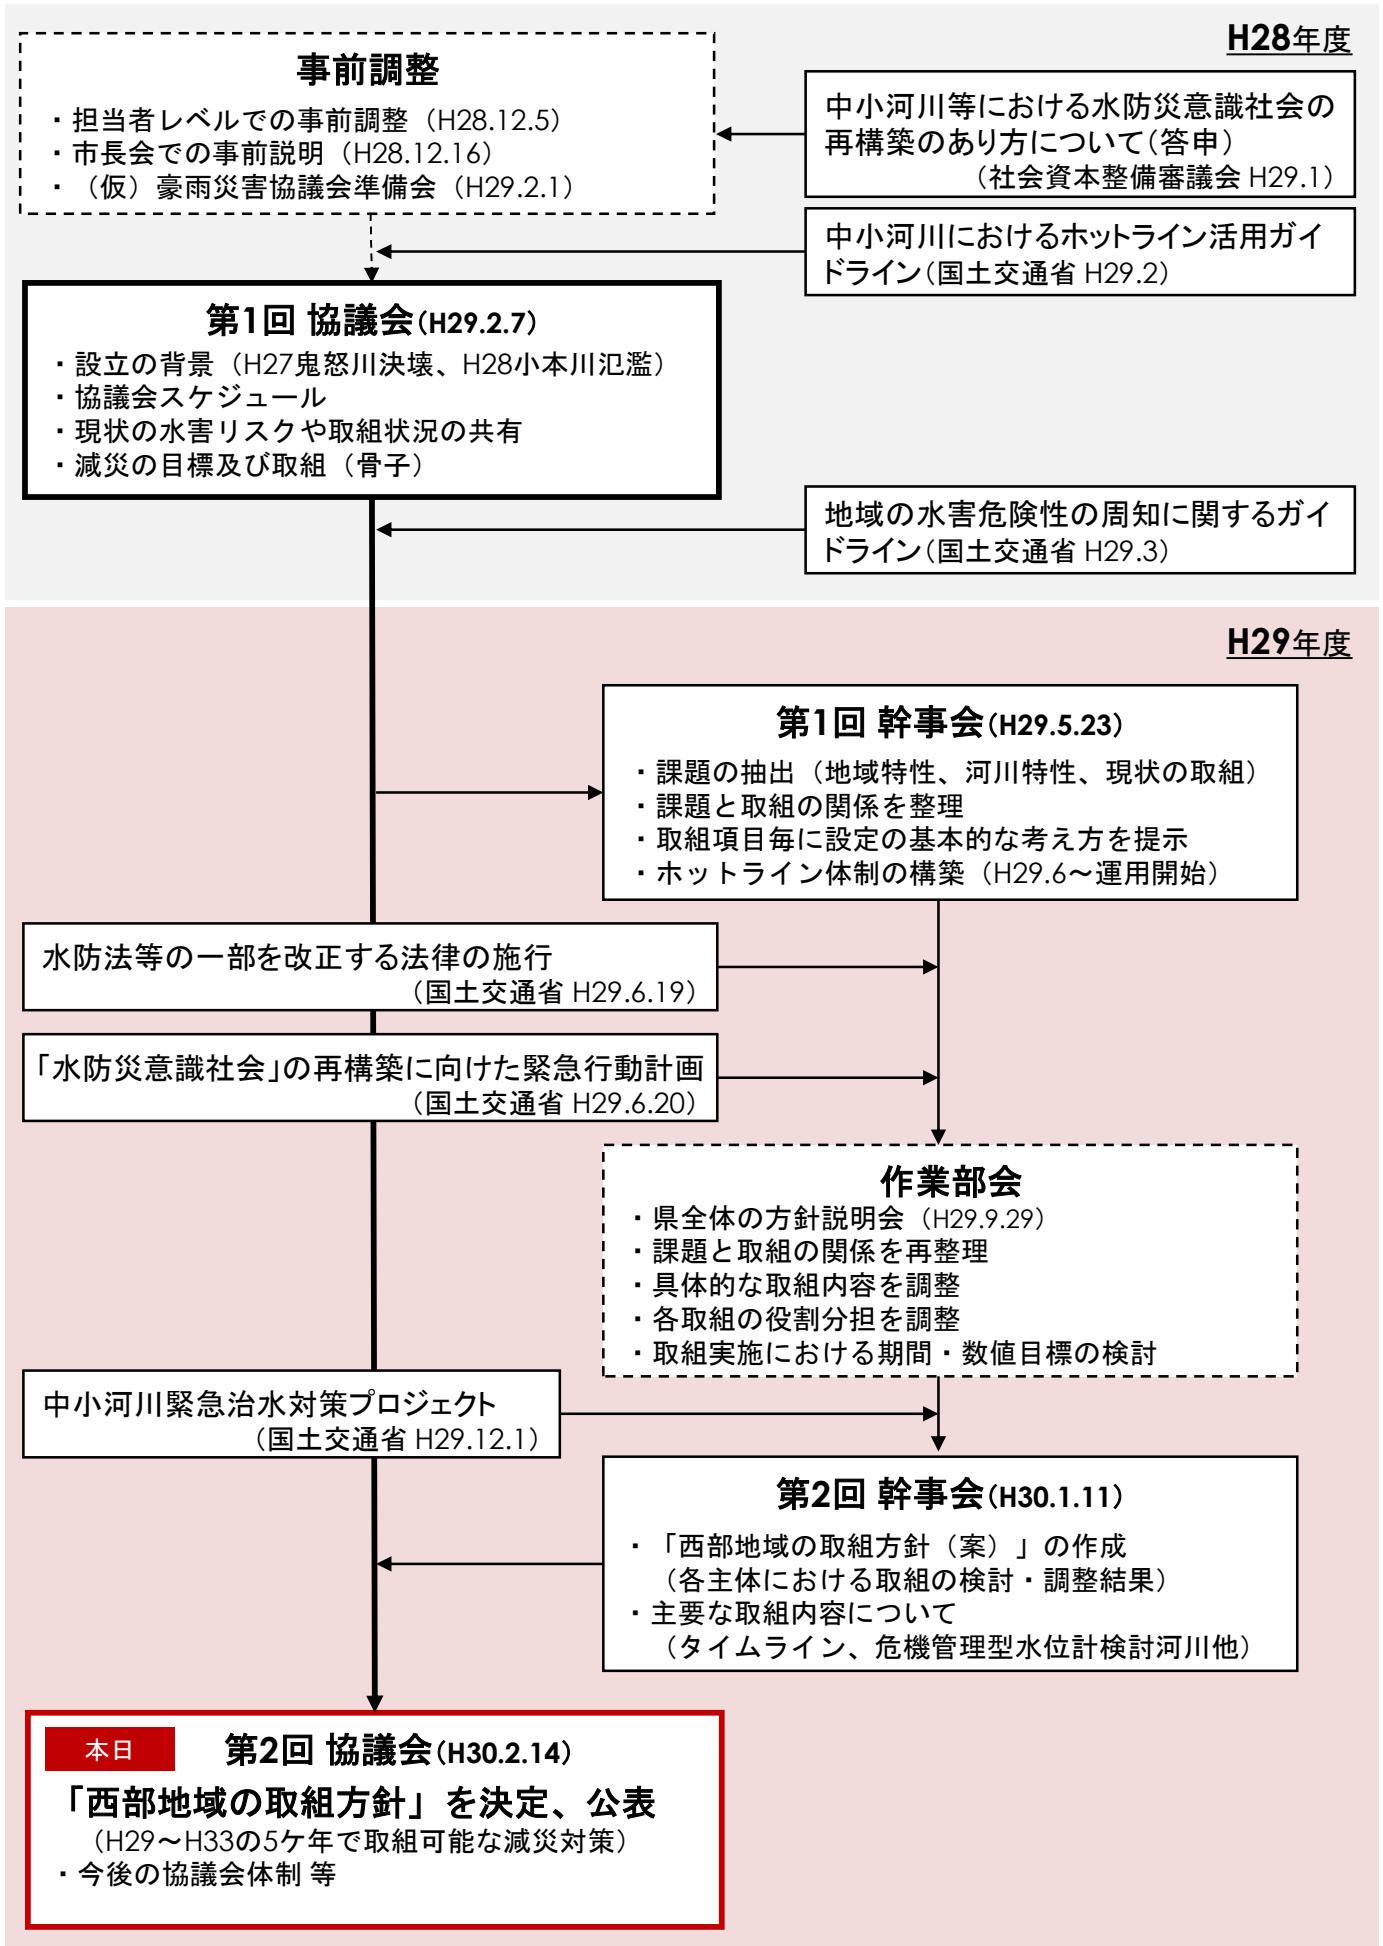 H28年度
事前調整
・担当者レベルでの事前調整（H28.12.5）
・市長会での事前説明（H28.12.16）
・（仮）豪雨災害協議会準備会（H29.2.1）
中小河川等における水防災意識社会の
再構築のあり方について（答申）
（社会資本整備審議会 H29.1）
中小河川におけるホットライン活用ガイ
ドライン（国土交通省 H29.2）
第1回 協議会（H29.2.7）
・設立の背景（H27鬼怒川決壊、H28小本川氾濫）
・協議会スケジュール
・現状の水害リスクや取組状況の共有
・減災の目標及び取組（骨子）
地域の水害危険性の周知に関するガイ
ドライン（国土交通省 H29.3）
H29年度
第1回 幹事会（H29.5.23）
・課題の抽出（地域特性、河川特性、現状の取組）
・課題と取組の関係を整理
・取組項目毎に設定の基本的な考え方を提示
・ホットライン体制の構築（H29.6～運用開始）
水防法等の一部を改正する法律の施行
（国土交通省 H29.6.19）
「水防災意識社会」の再構築に向けた緊急行動計画
（国土交通省 H29.6.20）
作業部会
・県全体の方針説明会（H29.9.29）
・課題と取組の関係を再整理
・具体的な取組内容を調整
・各取組の役割分担を調整
・取組実施における期間・数値目標の検討
中小河川緊急治水対策プロジェクト
（国土交通省 H29.12.1）
第2回 幹事会（H30.1.11）
・「西部地域の取組方針（案）」の作成
（各主体における取組の検討・調整結果）
・主要な取組内容について
（タイムライン、危機管理型水位計検討河川他）
本日
第2回 協議会（H30.2.14）
「西部地域の取組方針」を決定、公表
（H29～H33の5ケ年で取組可能な減災対策）
・今後の協議会体制 等